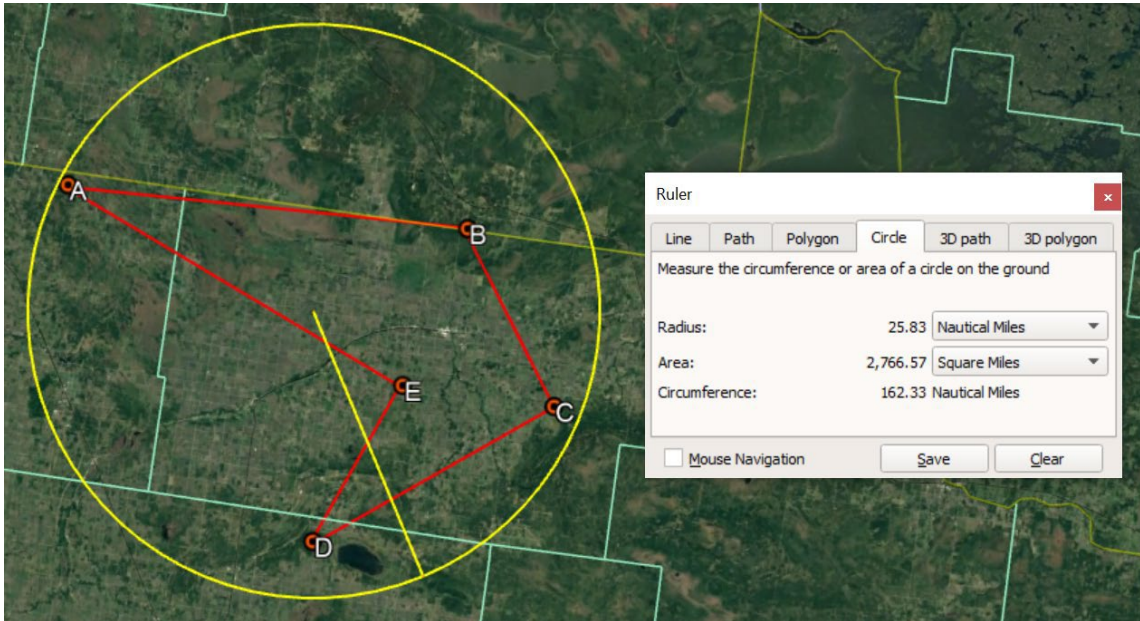 A
B
C
D
E
Ruler
x
Line Path Polygon Circle 3D path 3D polygon
Measure the circumference or area of a circle on the ground
Radius: 25.83 Nautical Miles
Area: 2,766.57 Square Miles
Circumference: 162.33 Nautical Miles
Mouse Navigation Save Clear